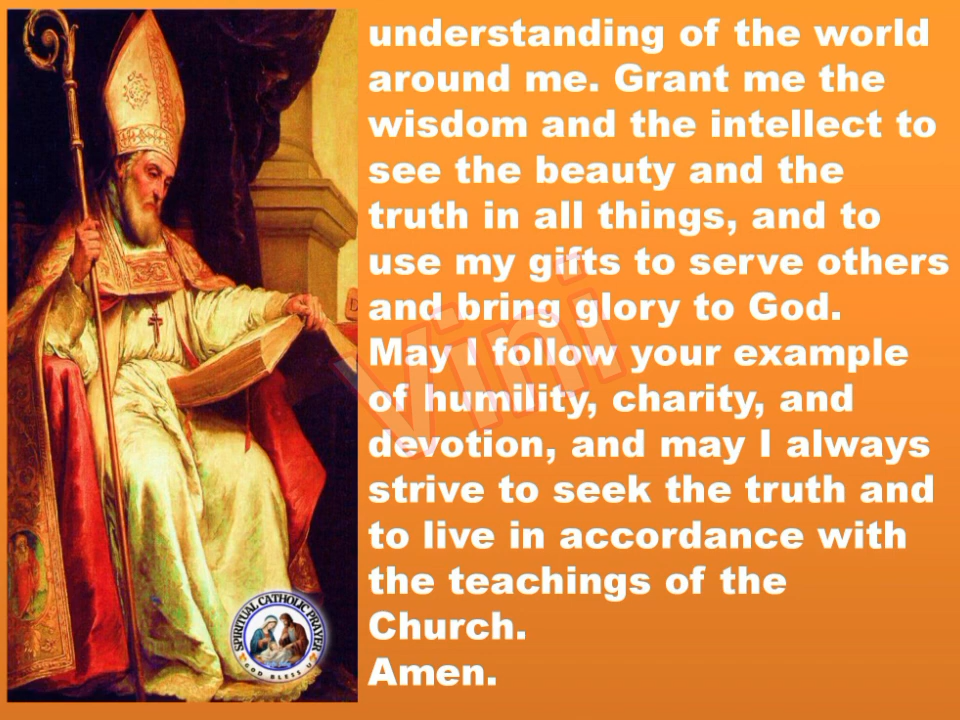 understanding of the world
around me. Grant me the
wisdom and the intellect to
see the beauty and the
truth in all things, and to
use my gifts to serve others
and bring glory to God.
May I follow your example
of humility, charity, and
devotion, and may I always
strive to seek the truth and
to live in accordance with
the teachings of the
Church.
Amen.
Vini
SPIRITUAL CATHOLIC PRAYER
GOD BLESS U